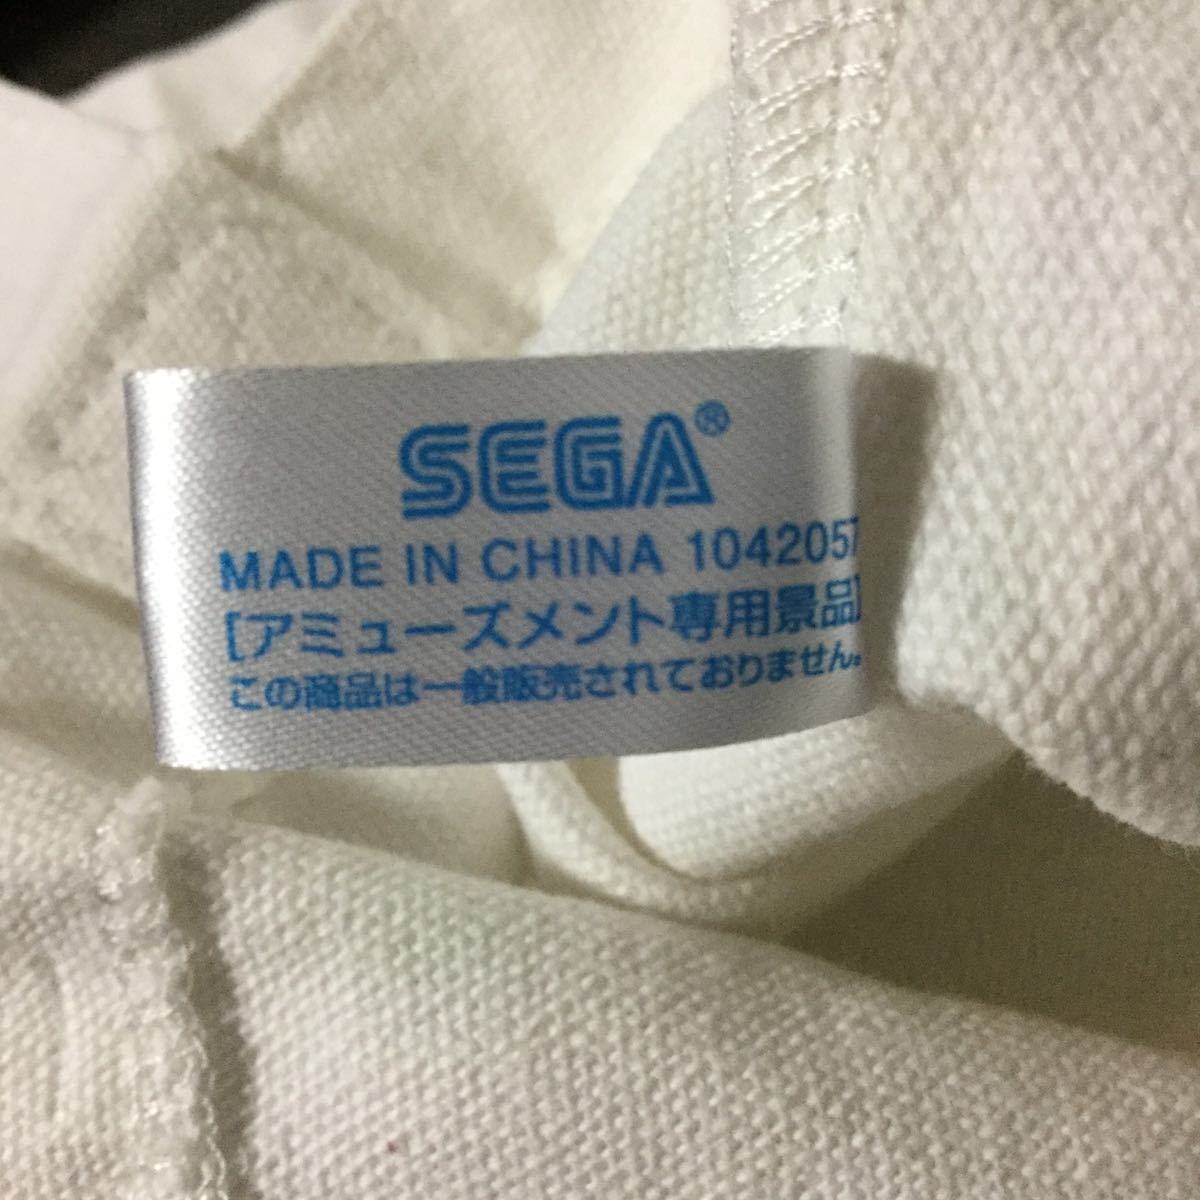 SEGA®
MADE IN CHINA 1042057
[アミューズメント専用景品]
この商品は一般販売されておりません。